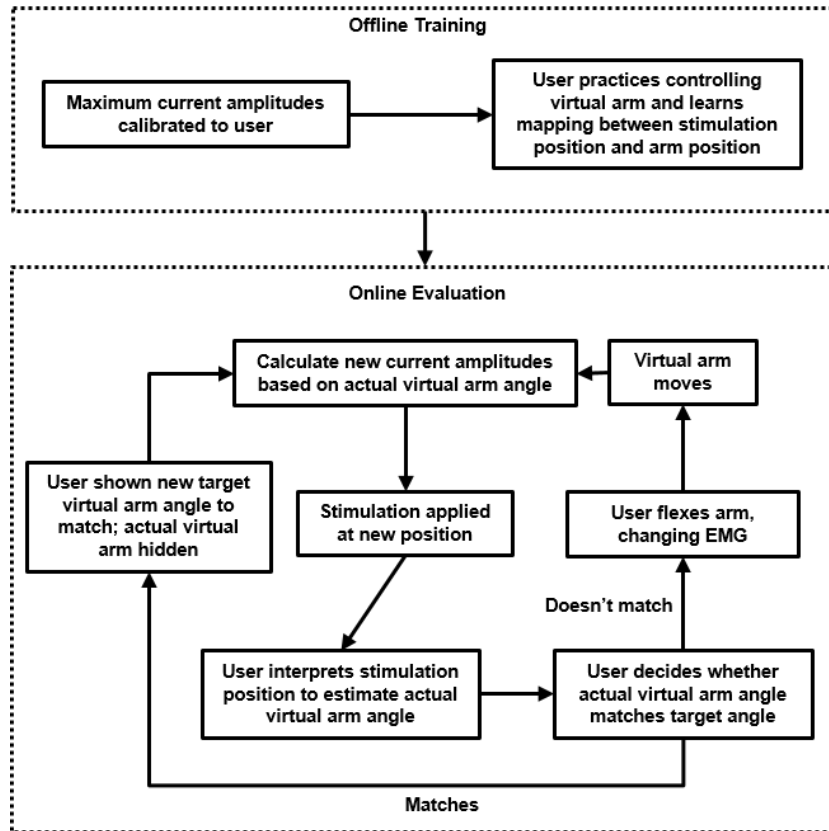 Offline Training
Maximum current amplitudes
calibrated to user
User practices controlling
virtual arm and learns
mapping between stimulation
position and arm position
Online Evaluation
Calculate new current amplitudes
based on actual virtual arm angle
Virtual arm
moves
User shown new target
virtual arm angle to
match; actual virtual
arm hidden
Stimulation applied
at new position
User flexes arm,
changing EMG
Doesn't match
User interprets stimulation
position to estimate actual
virtual arm angle
User decides whether
actual virtual arm angle
matches target angle
Matches